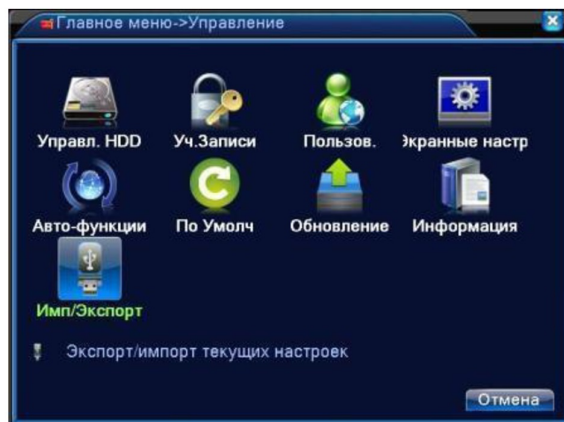 Главное меню->Управление
Управл. HDD Уч.Записи Пользов. Экранные настр
Авто-функции По Умолч Обновление Информация
Имп/Экспорт
Экспорт/импорт текущих настроек
Отмена